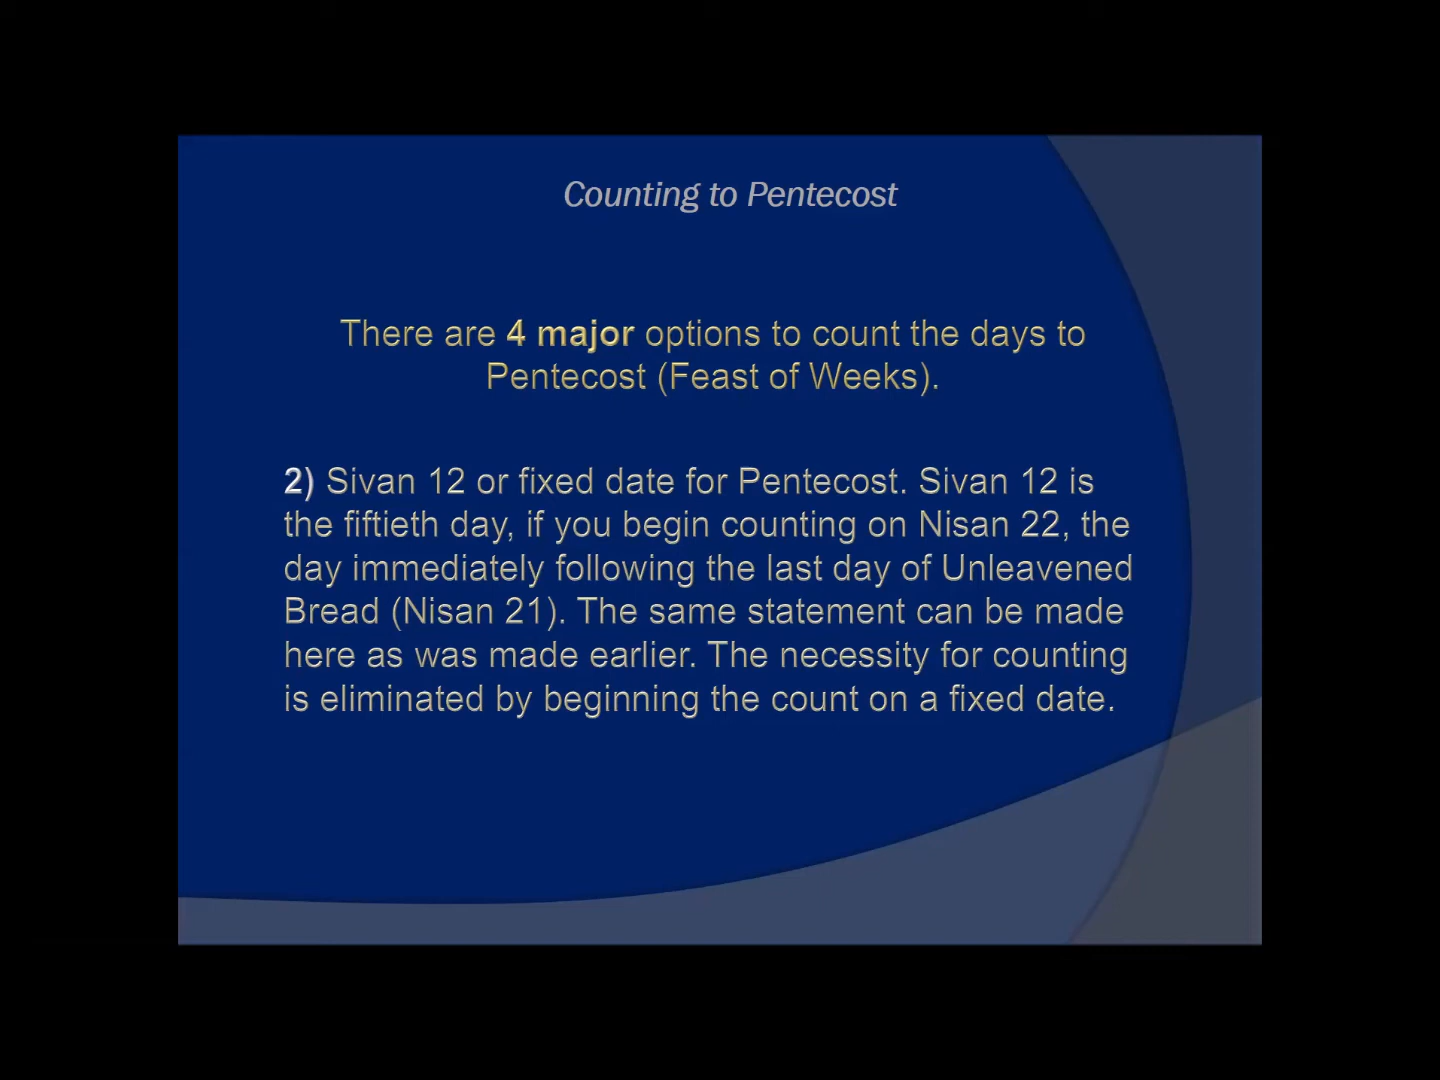 Counting to Pentecost
There are 4 major options to count the days to
Pentecost (Feast of Weeks).
2) Sivan 12 or fixed date for Pentecost. Sivan 12 is
the fiftieth day, if you begin counting on Nisan 22, the
day immediately following the last day of Unleavened
Bread (Nisan 21). The same statement can be made
here as was made earlier. The necessity for counting
is eliminated by beginning the count on a fixed date.